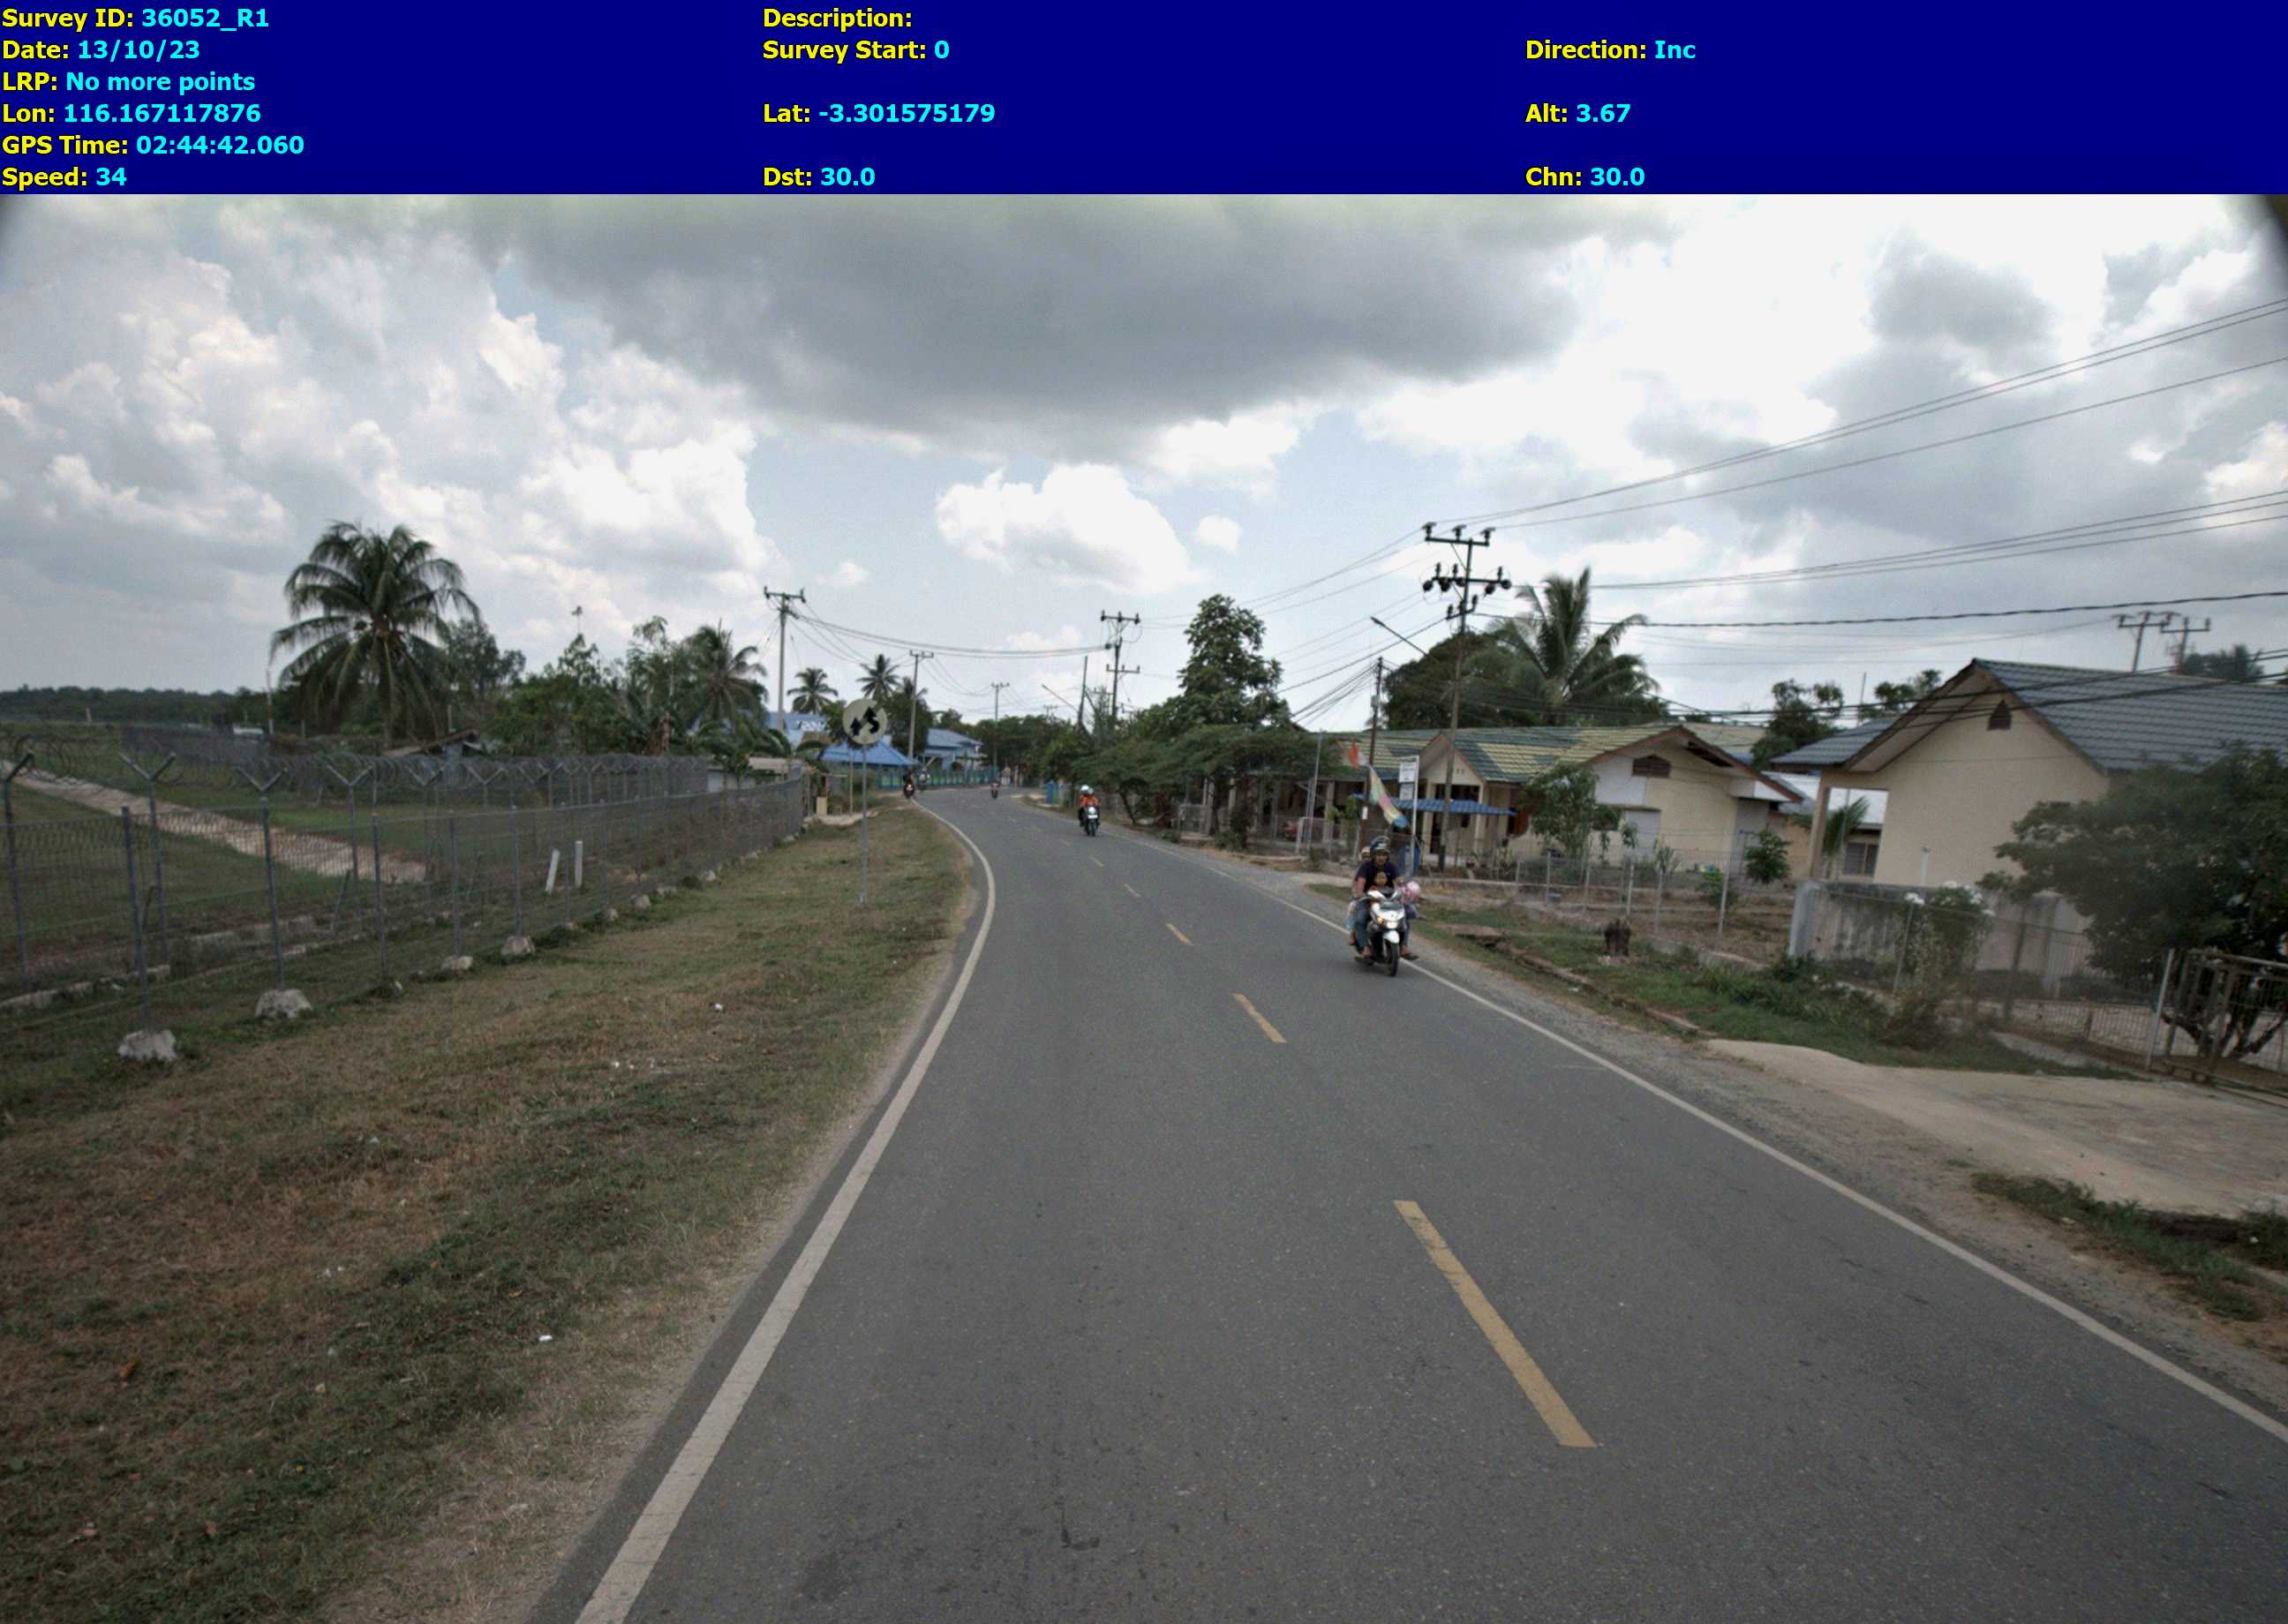 Survey ID: 36052_R1
Description:
Date: 13/10/23
Survey Start: 0
Direction: Inc
LRP: No more points
Lon: 116.167117876
Lat: -3.301575179
Alt: 3.67
GPS Time: 02:44:42.060
Speed: 34
Dst: 30.0
Chn: 30.0